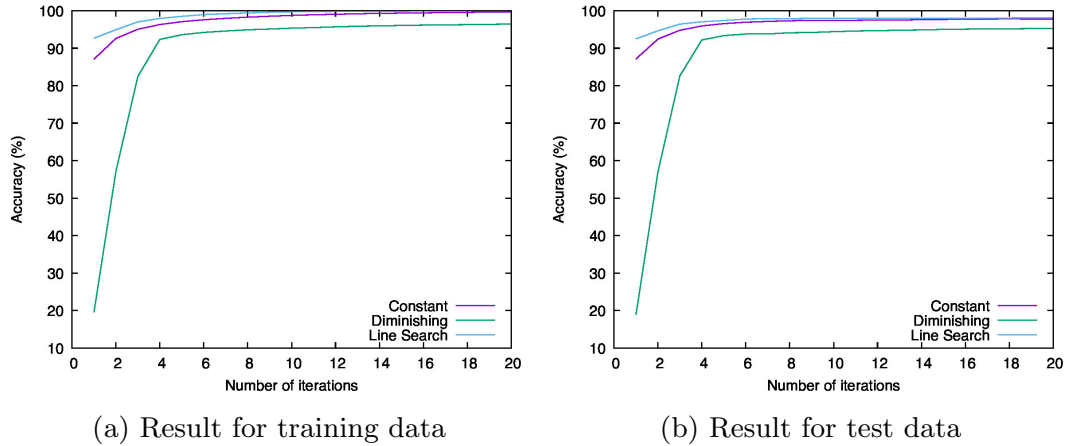 100
90
80
70
60
50
40
30
20
10
Accuracy (%)
0 2 4 6 8 10 12 14 16 18 20
Number of iterations
Constant
Diminishing
Line Search
(a) Result for training data
100
90
80
70
60
50
40
30
20
10
Accuracy (%)
0 2 4 6 8 10 12 14 16 18 20
Number of iterations
Constant
Diminishing
Line Search
(b) Result for test data